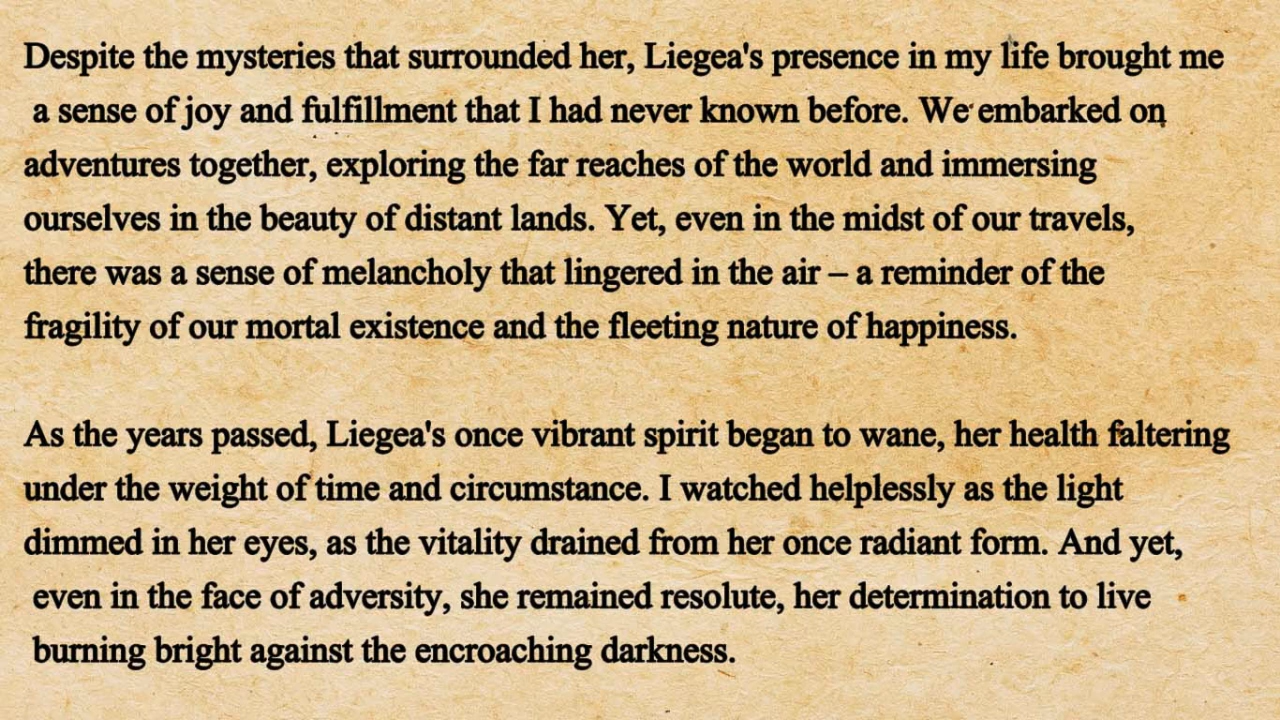 Despite the mysteries that surrounded her, Liegea's presence in my life brought me
a sense of joy and fulfillment that I had never known before. We embarked on
adventures together, exploring the far reaches of the world and immersing
ourselves in the beauty of distant lands. Yet, even in the midst of our travels,
there was a sense of melancholy that lingered in the air – a reminder of the
fragility of our mortal existence and the fleeting nature of happiness.
As the years passed, Liegea's once vibrant spirit began to wane, her health faltering
under the weight of time and circumstance. I watched helplessly as the light
dimmed in her eyes, as the vitality drained from her once radiant form. And yet,
even in the face of adversity, she remained resolute, her determination to live
burning bright against the encroaching darkness.